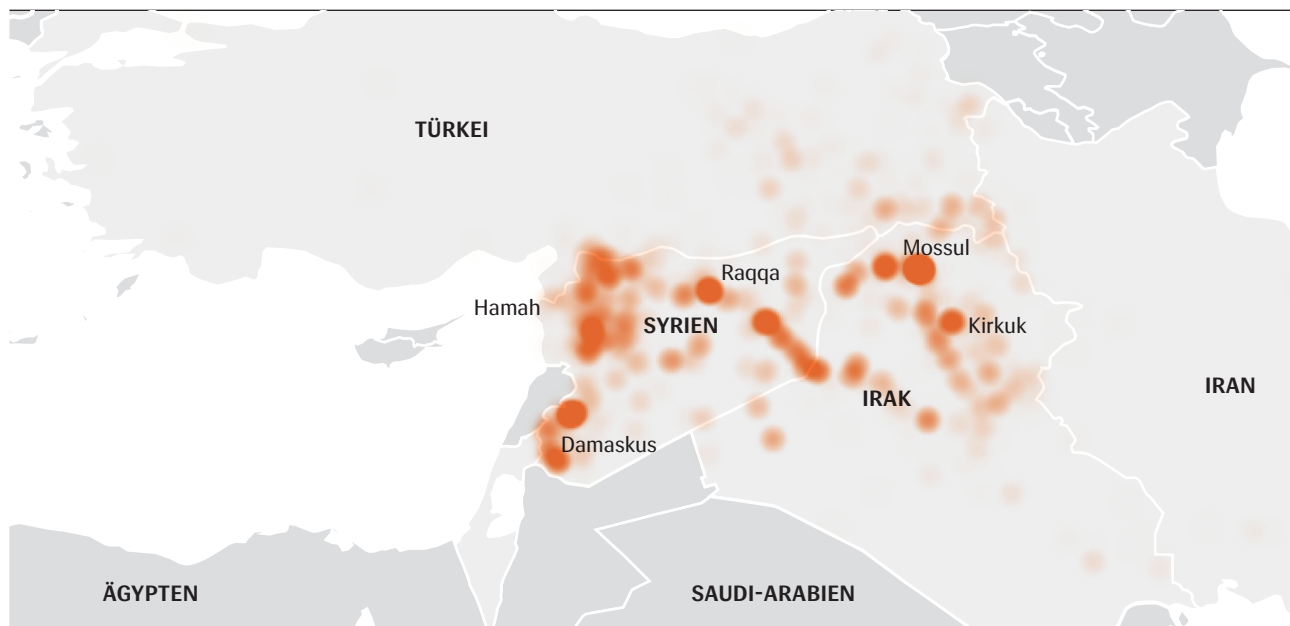 TÜRKEI
Mossul
Raqqa
Hamah
SYRIEN
Kirkuk
IRAN
IRAK
Damaskus
ÄGYPTEN
SAUDI-ARABIEN